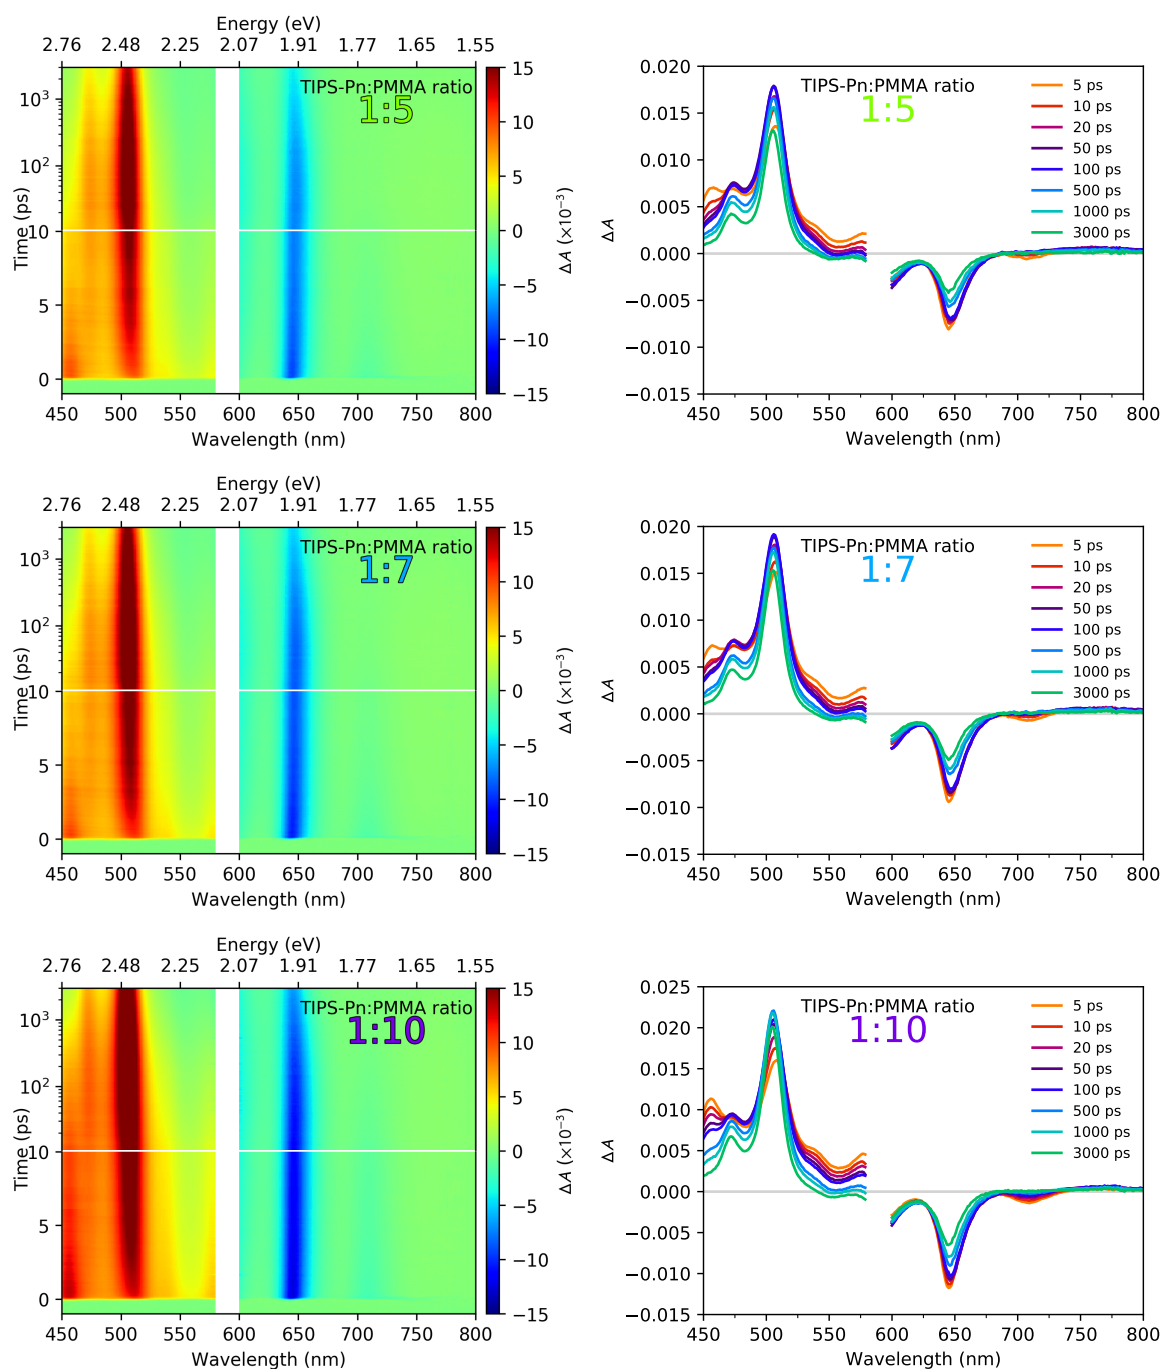 Energy (eV)
2.76 2.48 2.25 2.07 1.91 1.77 1.65 1.55
TIPS-Pn:PMMA ratio
1:5
Time (ps)
10³
10²
10
5
0
450 500 550 600 650 700 750 800
Wavelength (nm)
15
10
5
0
−5
−10
−15
ΔA (×10⁻³)
TIPS-Pn:PMMA ratio
1:5
ΔA
0.020
0.015
0.010
0.005
0.000
−0.005
−0.010
−0.015
5 ps
10 ps
20 ps
50 ps
100 ps
500 ps
1000 ps
3000 ps
450 500 550 600 650 700 750 800
Wavelength (nm)
Energy (eV)
2.76 2.48 2.25 2.07 1.91 1.77 1.65 1.55
TIPS-Pn:PMMA ratio
1:7
Time (ps)
10³
10²
10
5
0
450 500 550 600 650 700 750 800
Wavelength (nm)
15
10
5
0
−5
−10
−15
ΔA (×10⁻³)
TIPS-Pn:PMMA ratio
1:7
ΔA
0.020
0.015
0.010
0.005
0.000
−0.005
−0.010
−0.015
5 ps
10 ps
20 ps
50 ps
100 ps
500 ps
1000 ps
3000 ps
450 500 550 600 650 700 750 800
Wavelength (nm)
Energy (eV)
2.76 2.48 2.25 2.07 1.91 1.77 1.65 1.55
TIPS-Pn:PMMA ratio
1:10
Time (ps)
10³
10²
10
5
0
450 500 550 600 650 700 750 800
Wavelength (nm)
15
10
5
0
−5
−10
−15
ΔA (×10⁻³)
TIPS-Pn:PMMA ratio
1:10
ΔA
0.025
0.020
0.015
0.010
0.005
0.000
−0.005
−0.010
−0.015
5 ps
10 ps
20 ps
50 ps
100 ps
500 ps
1000 ps
3000 ps
450 500 550 600 650 700 750 800
Wavelength (nm)